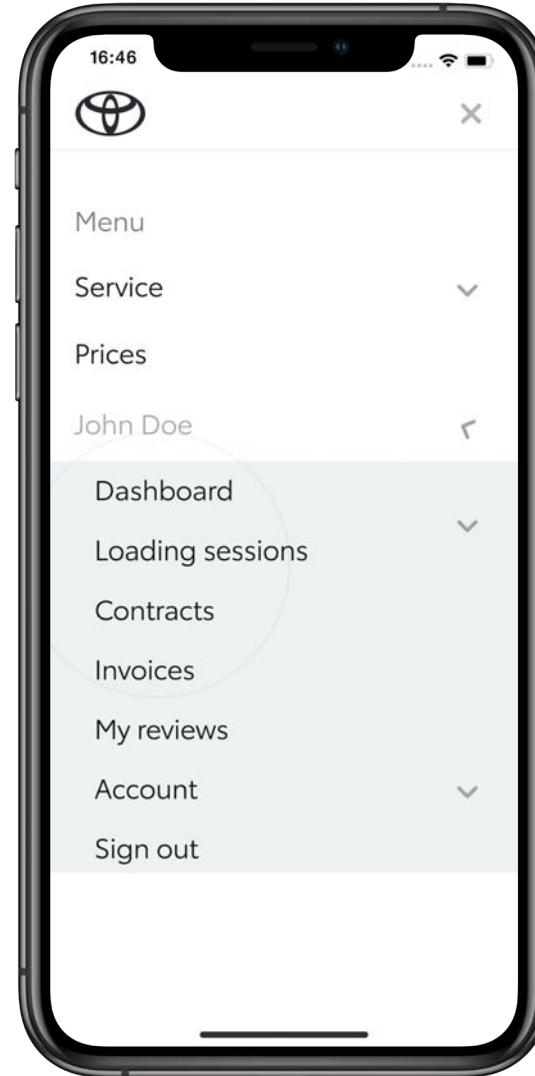 16:46
Menu
Service
Prices
John Doe
Dashboard
Loading sessions
Contracts
Invoices
My reviews
Account
Sign out